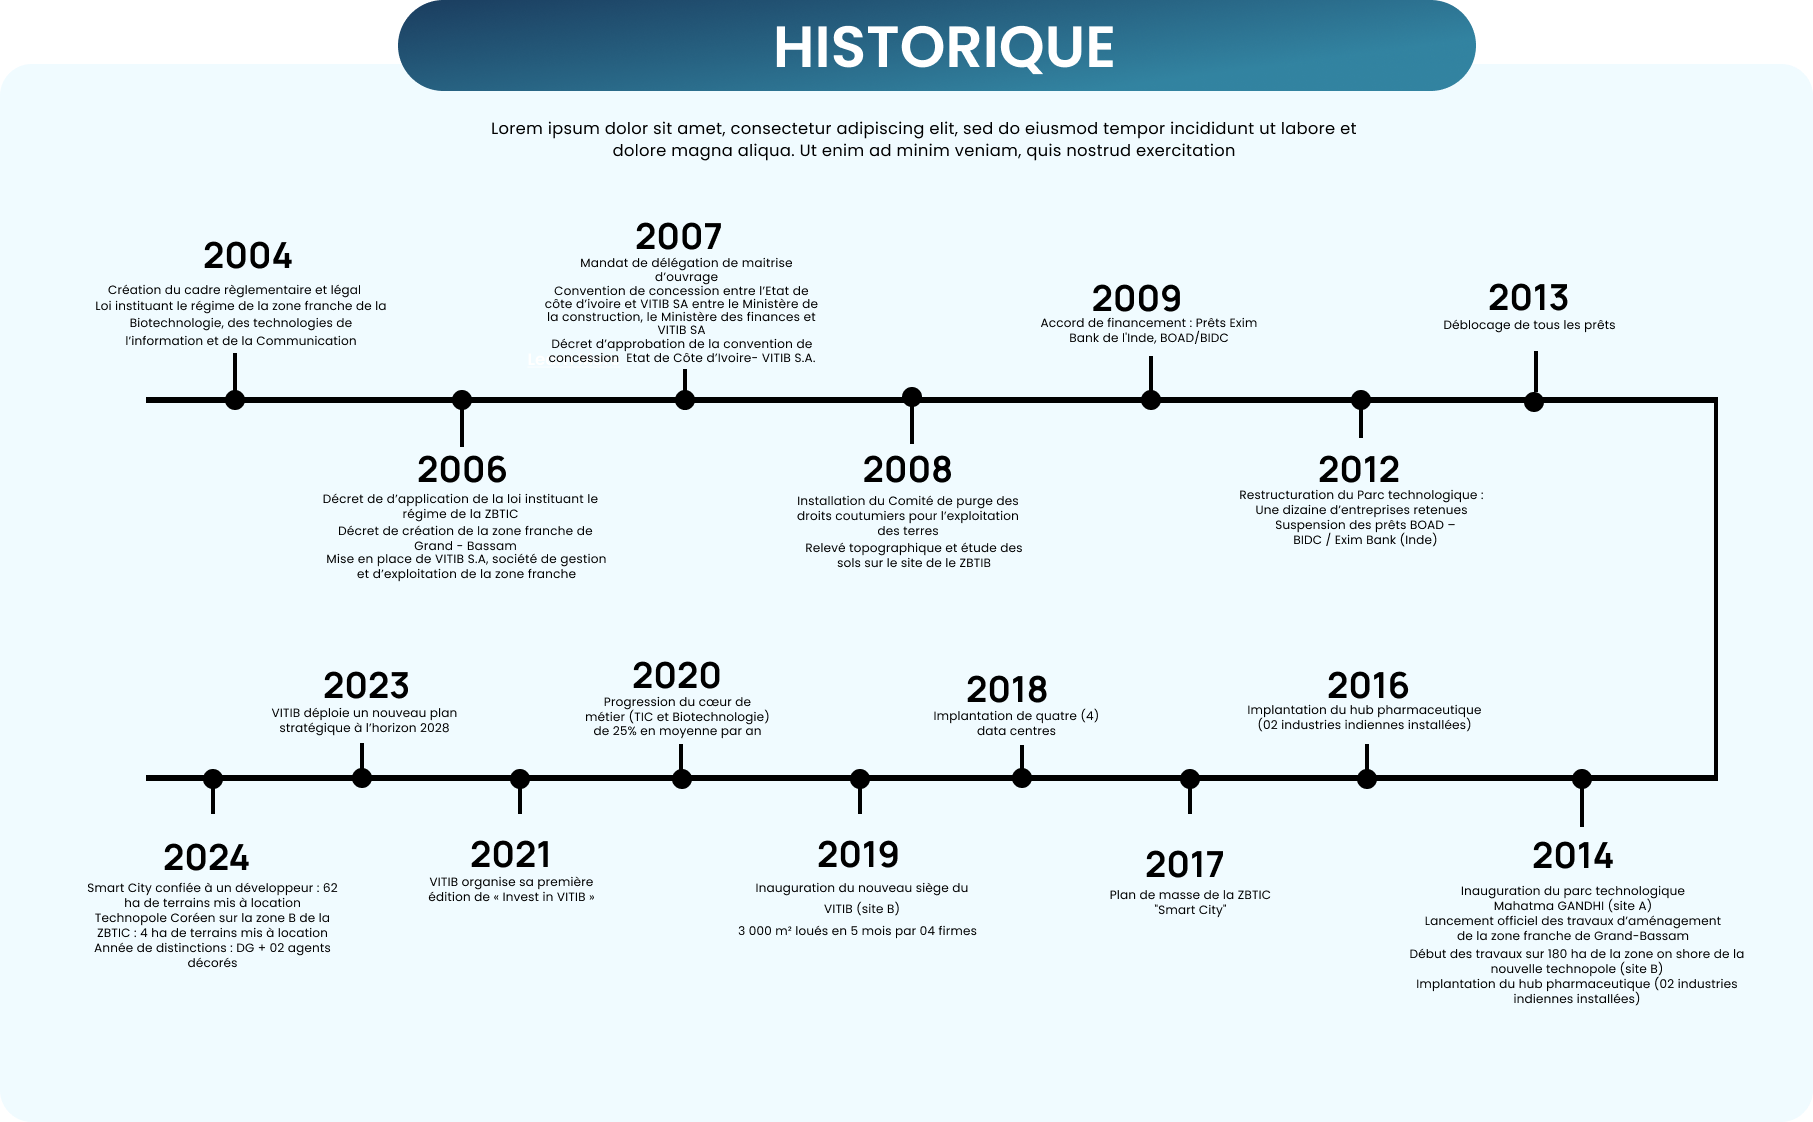 HISTORIQUE
Lorem ipsum dolor sit amet, consectetur adipiscing elit, sed do eiusmod tempor incididunt ut labore et
dolore magna aliqua. Ut enim ad minim veniam, quis nostrud exercitation
2004
Création du cadre règlementaire et légal
Loi instituant le régime de la zone franche de la
Biotechnologie, des technologies de
l’information et de la Communication
2006
Décret de d’application de la loi instituant le
régime de la ZBTIC
Décret de création de la zone franche de
Grand - Bassam
Mise en place de VITIB S.A, société de gestion
et d’exploitation de la zone franche
2007
Mandat de délégation de maitrise
d’ouvrage
Convention de concession entre l’Etat de
côte d’ivoire et VITIB SA entre le Ministère de
la construction, le Ministère des finances et
VITIB SA
Décret d’approbation de la convention de
concession Etat de Côte d’Ivoire- VITIB S.A.
2008
Installation du Comité de purge des
droits coutumiers pour l’exploitation
des terres
Relevé topographique et étude des
sols sur le site de le ZBTIB
2009
Accord de financement : Prêts Exim
Bank de l'Inde, BOAD/BIDC
2012
Restructuration du Parc technologique :
Une dizaine d’entreprises retenues
Suspension des prêts BOAD –
BIDC / Exim Bank (Inde)
2013
Déblocage de tous les prêts
2014
Inauguration du parc technologique
Mahatma GANDHI (site A)
Lancement officiel des travaux d’aménagement
de la zone franche de Grand-Bassam
Début des travaux sur 180 ha de la zone on shore de la
nouvelle technopole (site B)
Implantation du hub pharmaceutique (02 industries
indiennes installées)
2016
Implantation du hub pharmaceutique
(02 industries indiennes installées)
2017
Plan de masse de la ZBTIC
"Smart City"
2018
Implantation de quatre (4)
data centres
2019
Inauguration du nouveau siège du
VITIB (site B)
3 000 m² loués en 5 mois par 04 firmes
2020
Progression du cœur de
métier (TIC et Biotechnologie)
de 25% en moyenne par an
2021
VITIB organise sa première
édition de « Invest in VITIB »
2023
VITIB déploie un nouveau plan
stratégique à l’horizon 2028
2024
Smart City confiée à un développeur : 62
ha de terrains mis à location
Technopole Coréen sur la zone B de la
ZBTIC : 4 ha de terrains mis à location
Année de distinctions : DG + 02 agents
décorés